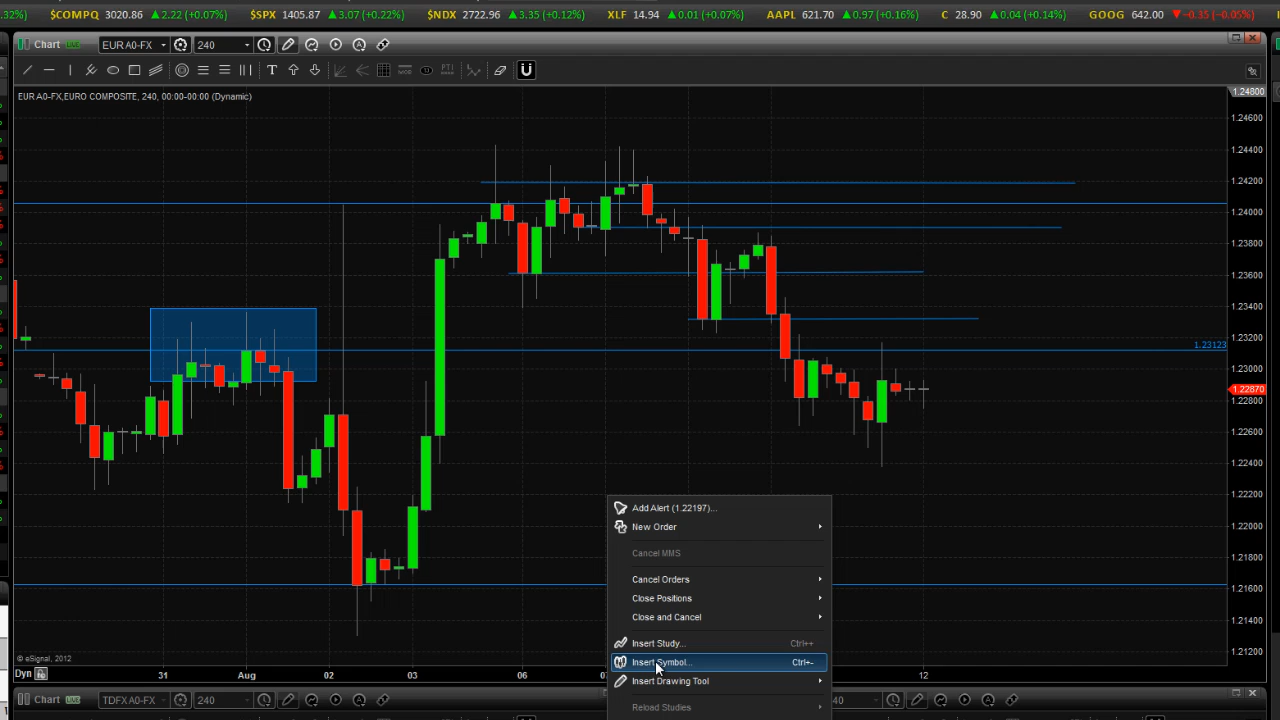 .32%) $COMPQ 3020.86 ▲ 2.22 (+0.07%) $SPX 1405.87 ▲ 3.07 (+0.22%) $NDX 2722.96 ▲ 3.35 (+0.12%) XLF 14.94 ▲ 0.01 (+0.07%) AAPL 621.70 ▲ 0.97 (+0.16%) C 28.90 ▲ 0.04 (+0.14%) GOOG 642.00 ▼ -0.35 (-0.05%)
Chart LIVE EUR A0-FX 240
T
EUR A0-FX,EURO COMPOSITE, 240, 00:00-00:00 (Dynamic)
1.24800
1.24600
1.24400
1.24200
1.24000
1.23800
1.23600
1.23400
1.23200
1.23123
1.23000
1.22870
1.22800
1.22600
1.22400
1.22200
1.22000
1.21800
1.21600
1.21400
1.21200
Add Alert (1.22197)...
New Order
Cancel MMS
Cancel Orders
Close Positions
Close and Cancel
Insert Study... Ctrl++
Insert Symbol... Ctrl+-
Insert Drawing Tool
Reload Studies
© eSignal, 2012
Dyn 31 Aug 02 03 06 12
Chart LIVE TDFX A0-FX 240